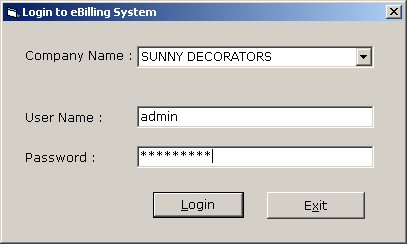 Login to eBilling System
Company Name : SUNNY DECORATORS
User Name : admin
Password : *********
Login Exit